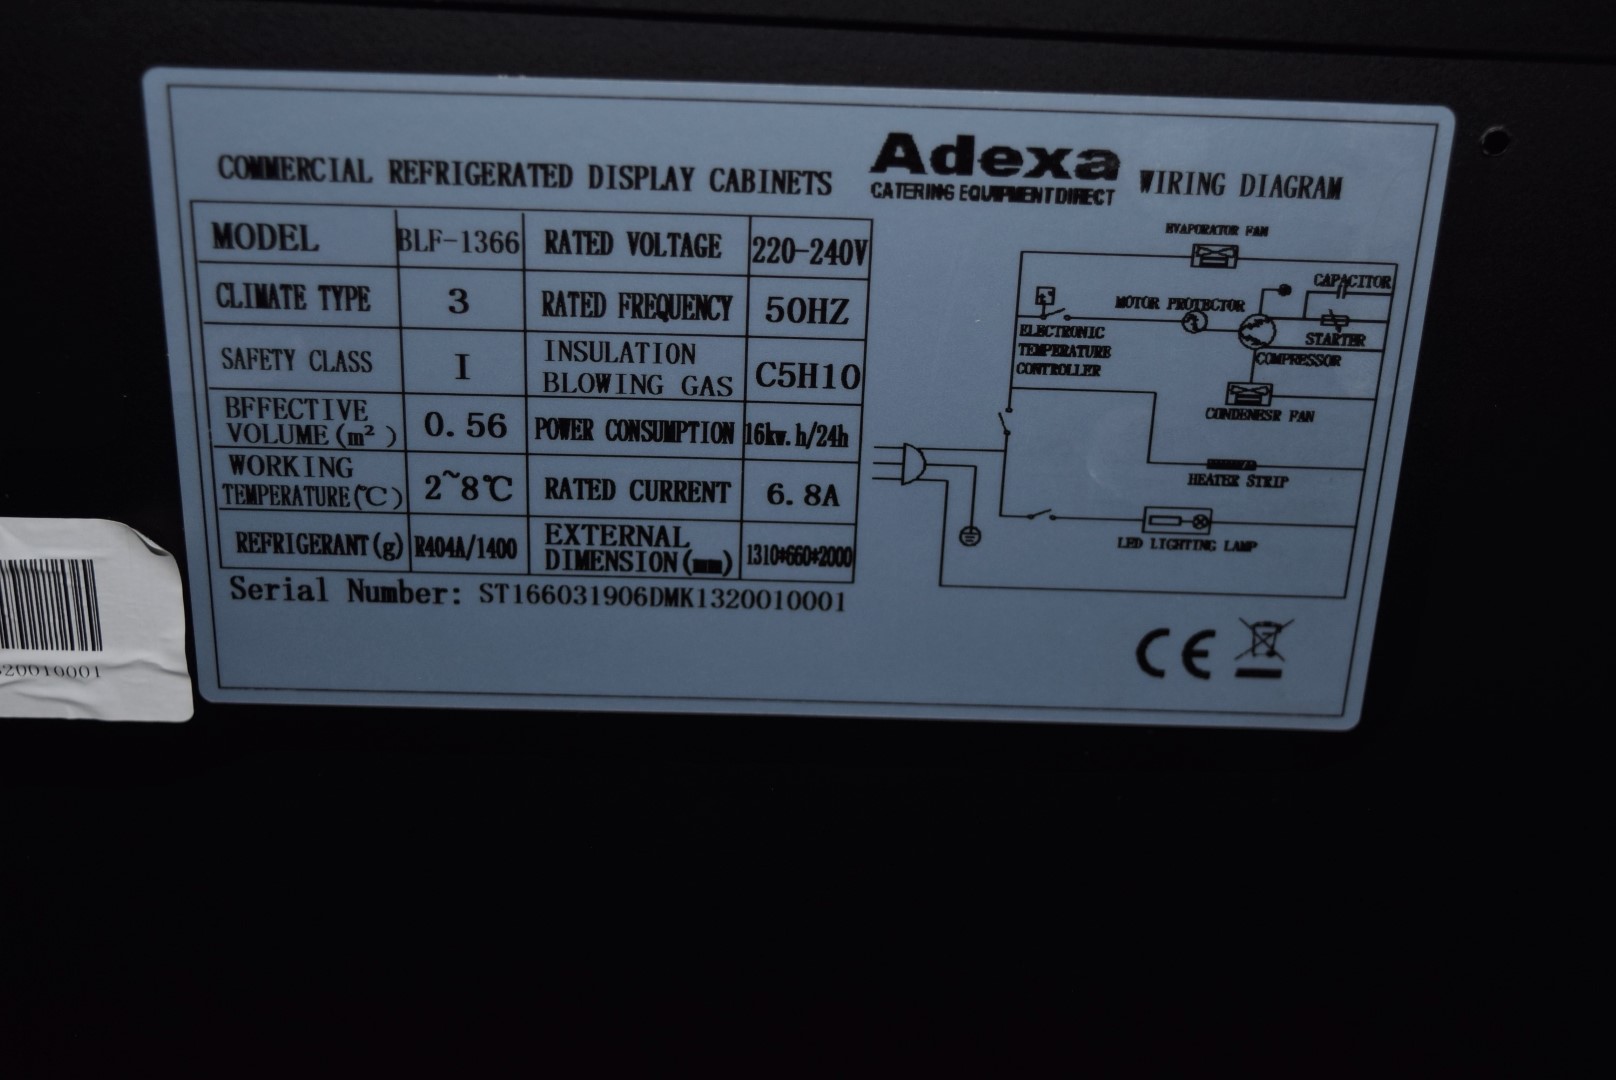 COMMERCIAL REFRIGERATED DISPLAY CABINETS
Adexa
CATERING EQUIPMENT DIRECT
WIRING DIAGRAM
MODEL BLF-1366 RATED VOLTAGE 220-240V
CLIMATE TYPE 3 RATED FREQUENCY 50HZ
SAFETY CLASS I INSULATION BLOWING GAS C5H10
BFFECTIVE VOLUME(m²) 0.56 POWER CONSUMPTION 16kw.h/24h
WORKING TEMPERATURE(℃) 2~8℃ RATED CURRENT 6.8A
REFRIGERANT(g) R404A/1400 EXTERNAL DIMENSION(mm) 1310*660*2000
Serial Number: ST166031906DMK1320010001
EVAPORATOR FAN
CAPACITOR
MOTOR PROTECTOR
STARTER
ELECTRONIC
TEMPERATURE
CONTROLLER
COMPRESSOR
CONDENESR FAN
HEATER STRIP
LED LIGHTING LAMP
CE
20010001